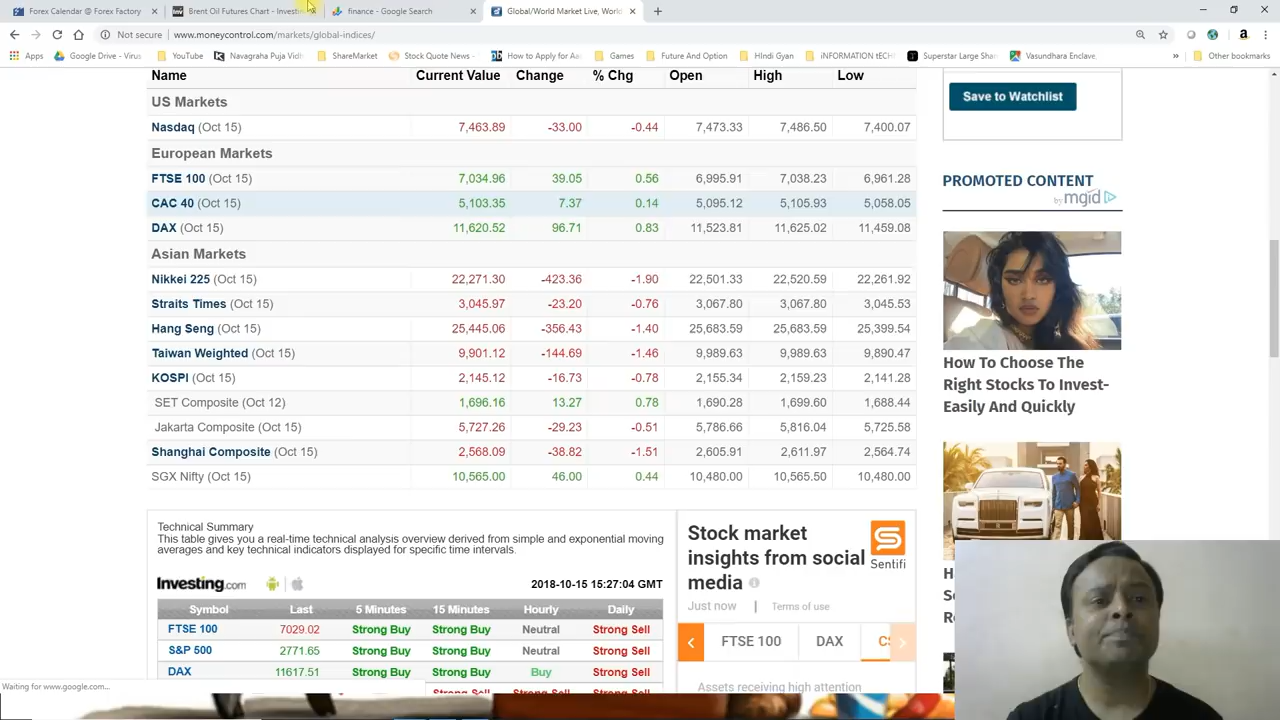 Forex Calendar @ Forex Factory
Brent Oil Futures Chart - Investi
finance - Google Search
Global/World Market Live, World
Not secure | www.moneycontrol.com/markets/global-indices/
Apps
Google Drive - Virus
YouTube
Navagraha Puja Vidh
ShareMarket
Stock Quote News -
How to Apply for Aa
Games
Future And Option
HIndi Gyan
iNFORMATION tECH
Superstar Large Shar
Vasundhara Enclave,
»
Other bookmarks
Name Current Value Change % Chg Open High Low
US Markets
Nasdaq (Oct 15) 7,463.89 -33.00 -0.44 7,473.33 7,486.50 7,400.07
European Markets
FTSE 100 (Oct 15) 7,034.96 39.05 0.56 6,995.91 7,038.23 6,961.28
CAC 40 (Oct 15) 5,103.35 7.37 0.14 5,095.12 5,105.93 5,058.05
DAX (Oct 15) 11,620.52 96.71 0.83 11,523.81 11,625.02 11,459.08
Asian Markets
Nikkei 225 (Oct 15) 22,271.30 -423.36 -1.90 22,501.33 22,520.59 22,261.92
Straits Times (Oct 15) 3,045.97 -23.20 -0.76 3,067.80 3,067.80 3,045.53
Hang Seng (Oct 15) 25,445.06 -356.43 -1.40 25,683.59 25,683.59 25,399.54
Taiwan Weighted (Oct 15) 9,901.12 -144.69 -1.46 9,989.63 9,989.63 9,890.47
KOSPI (Oct 15) 2,145.12 -16.73 -0.78 2,155.34 2,159.23 2,141.28
SET Composite (Oct 12) 1,696.16 13.27 0.78 1,690.28 1,699.60 1,688.44
Jakarta Composite (Oct 15) 5,727.26 -29.23 -0.51 5,786.66 5,816.04 5,725.58
Shanghai Composite (Oct 15) 2,568.09 -38.82 -1.51 2,605.91 2,611.97 2,564.74
SGX Nifty (Oct 15) 10,565.00 46.00 0.44 10,480.00 10,565.50 10,480.00
Technical Summary
This table gives you a real-time technical analysis overview derived from simple and exponential moving
averages and key technical indicators displayed for specific time intervals.
Investing.com
2018-10-15 15:27:04 GMT
Symbol Last 5 Minutes 15 Minutes Hourly Daily
FTSE 100 7029.02 Strong Buy Strong Buy Neutral Strong Sell
S&P 500 2771.65 Strong Buy Strong Buy Neutral Strong Sell
DAX 11617.51 Strong Buy Strong Buy Buy Strong Sell
Strong Sell Strong Sell Strong Sell
Waiting for www.google.com...
Stock market
insights from social
media
Sentifi
Just now | Terms of use
FTSE 100 DAX
Assets receiving high attention
Save to Watchlist
PROMOTED CONTENT
by mgid
How To Choose The
Right Stocks To Invest-
Easily And Quickly